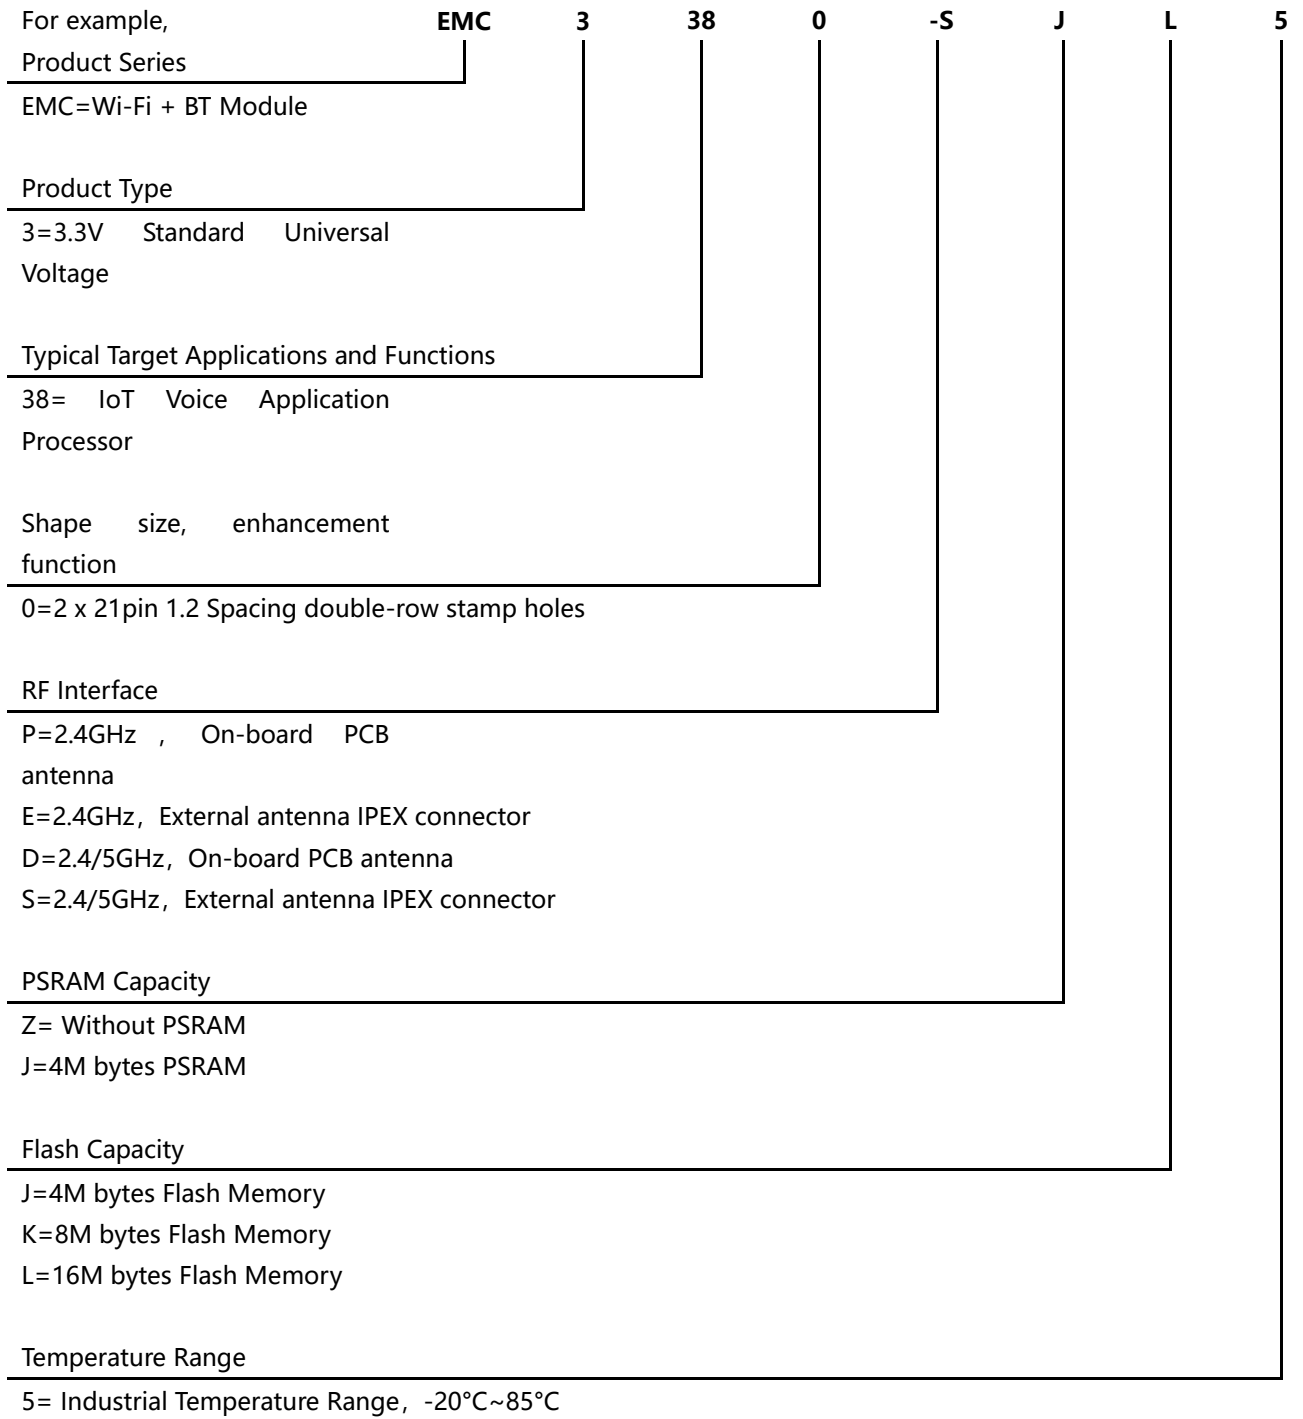 For example, EMC 3 38 0 -S J L 5
Product Series
EMC=Wi-Fi + BT Module
Product Type
3=3.3V Standard Universal
Voltage
Typical Target Applications and Functions
38= IoT Voice Application
Processor
Shape size, enhancement
function
0=2 x 21pin 1.2 Spacing double-row stamp holes
RF Interface
P=2.4GHz , On-board PCB
antenna
E=2.4GHz，External antenna IPEX connector
D=2.4/5GHz，On-board PCB antenna
S=2.4/5GHz，External antenna IPEX connector
PSRAM Capacity
Z= Without PSRAM
J=4M bytes PSRAM
Flash Capacity
J=4M bytes Flash Memory
K=8M bytes Flash Memory
L=16M bytes Flash Memory
Temperature Range
5= Industrial Temperature Range，-20°C~85°C